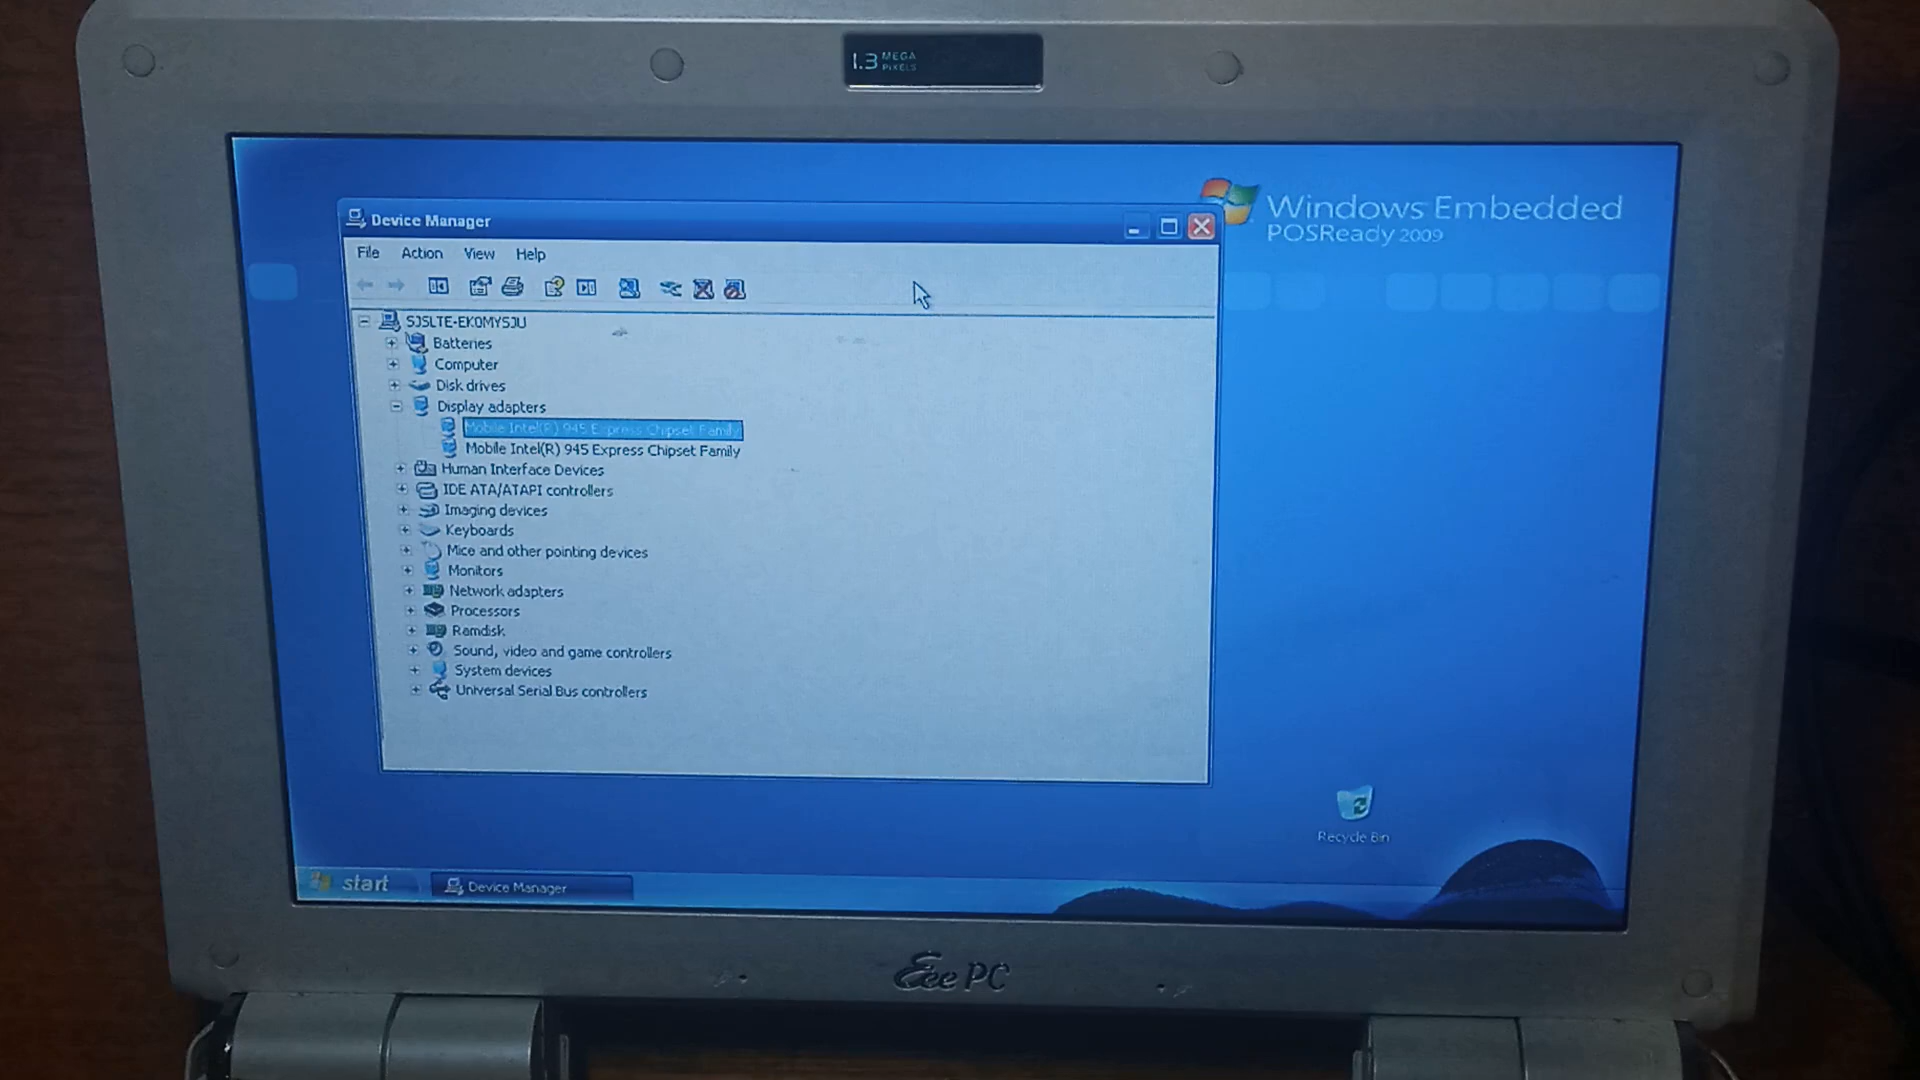 1.3 MEGA
PIXELS
Windows Embedded
POSReady 2009
Device Manager
File Action View Help
SJSLTE-EK0MYSJU
Batteries
Computer
Disk drives
Display adapters
Mobile Intel(R) 945 Express Chipset Family
Mobile Intel(R) 945 Express Chipset Family
Human Interface Devices
IDE ATA/ATAPI controllers
Imaging devices
Keyboards
Mice and other pointing devices
Monitors
Network adapters
Processors
Ramdisk
Sound, video and game controllers
System devices
Universal Serial Bus controllers
Recycle Bin
start Device Manager
Eee PC